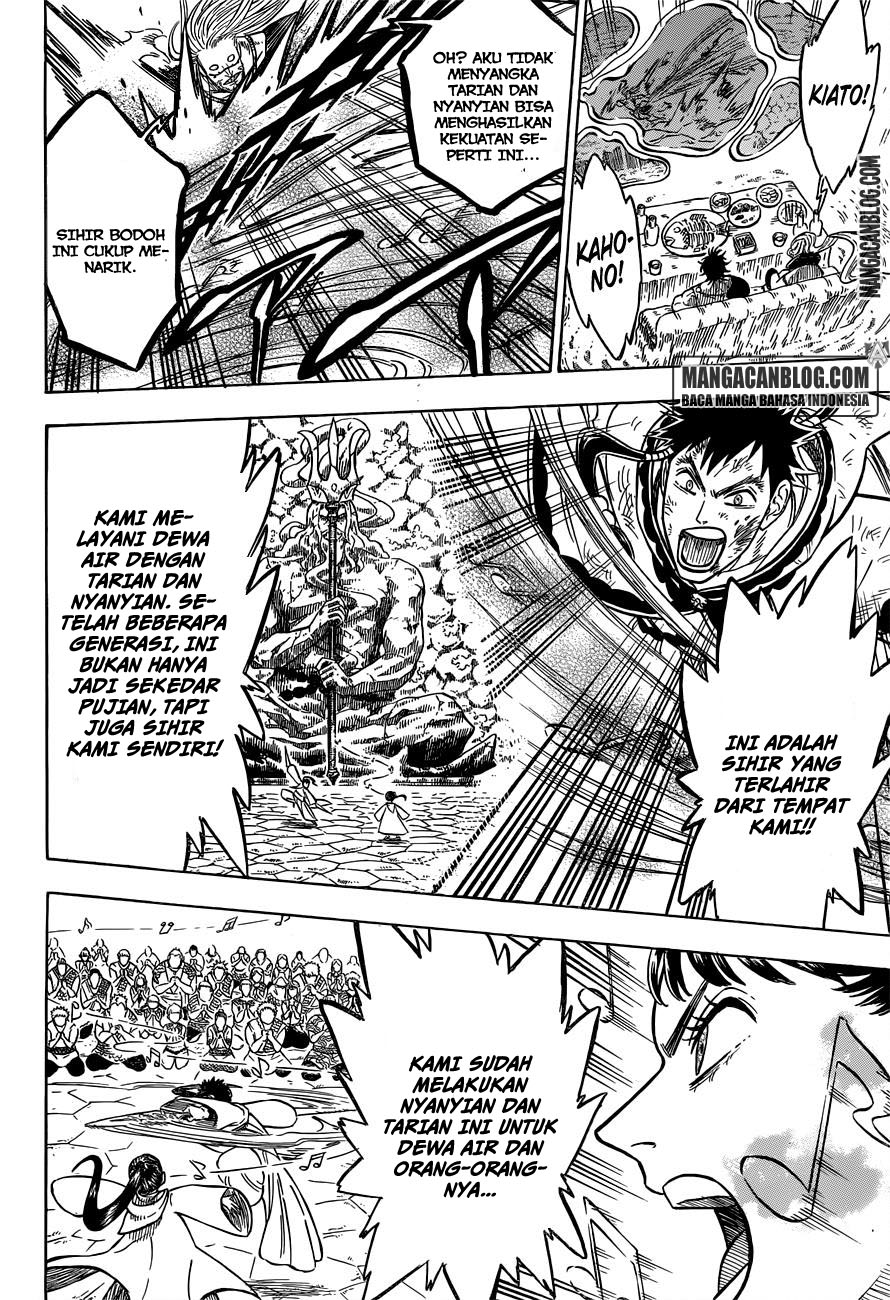 KIATO!
KAHO-
NO!
MANGACANBLOG.COM
OH? AKU TIDAK
MENYANGKA
TARIAN DAN
NYANYIAN BISA
MENGHASILKAN
KEKUATAN SE-
PERTI INI...
SIHIR BODOH
INI CUKUP ME-
NARIK.
MANGACANBLOG.COM
BACA MANGA BAHASA INDONESIA
INI ADALAH
SIHIR YANG
TERLAHIR
DARI TEMPAT
KAMI!!
KAMI ME-
LAYANI DEWA
AIR DENGAN
TARIAN DAN
NYANYIAN. SE-
TELAH BEBERAPA
GENERASI, INI
BUKAN HANYA
JADI SEKEDAR
PUJIAN, TAPI
JUGA SIHIR
KAMI SENDIRI!
KAMI SUDAH
MELAKUKAN
NYANYIAN DAN
TARIAN INI UNTUK
DEWA AIR DAN
ORANG-ORANG-
NYA...